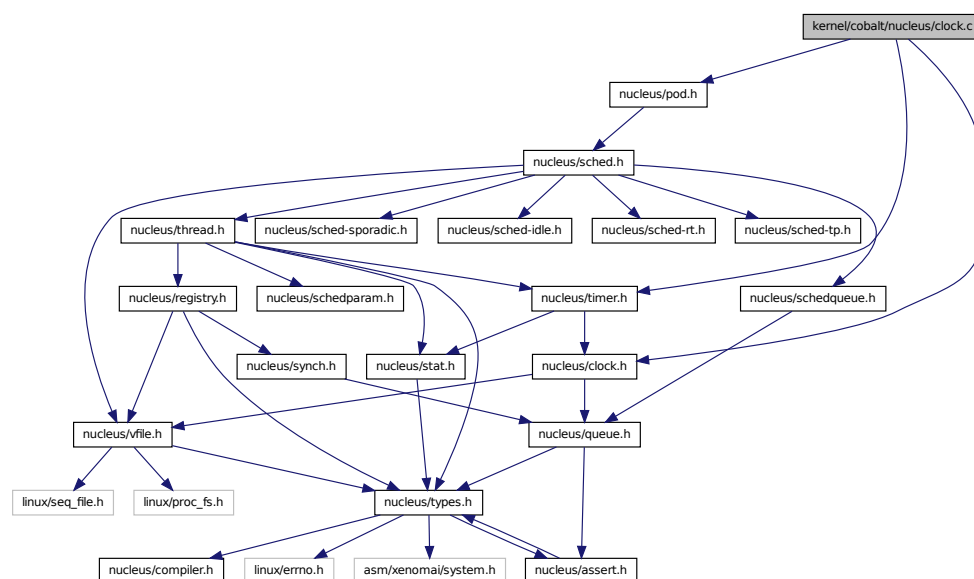 kernel/cobalt/nucleus/clock.c
nucleus/pod.h
nucleus/sched.h
nucleus/thread.h
nucleus/sched-sporadic.h
nucleus/sched-idle.h
nucleus/sched-rt.h
nucleus/sched-tp.h
nucleus/registry.h
nucleus/schedparam.h
nucleus/timer.h
nucleus/schedqueue.h
nucleus/synch.h
nucleus/stat.h
nucleus/clock.h
nucleus/vfile.h
nucleus/queue.h
linux/seq_file.h
linux/proc_fs.h
nucleus/types.h
nucleus/compiler.h
linux/errno.h
asm/xenomai/system.h
nucleus/assert.h